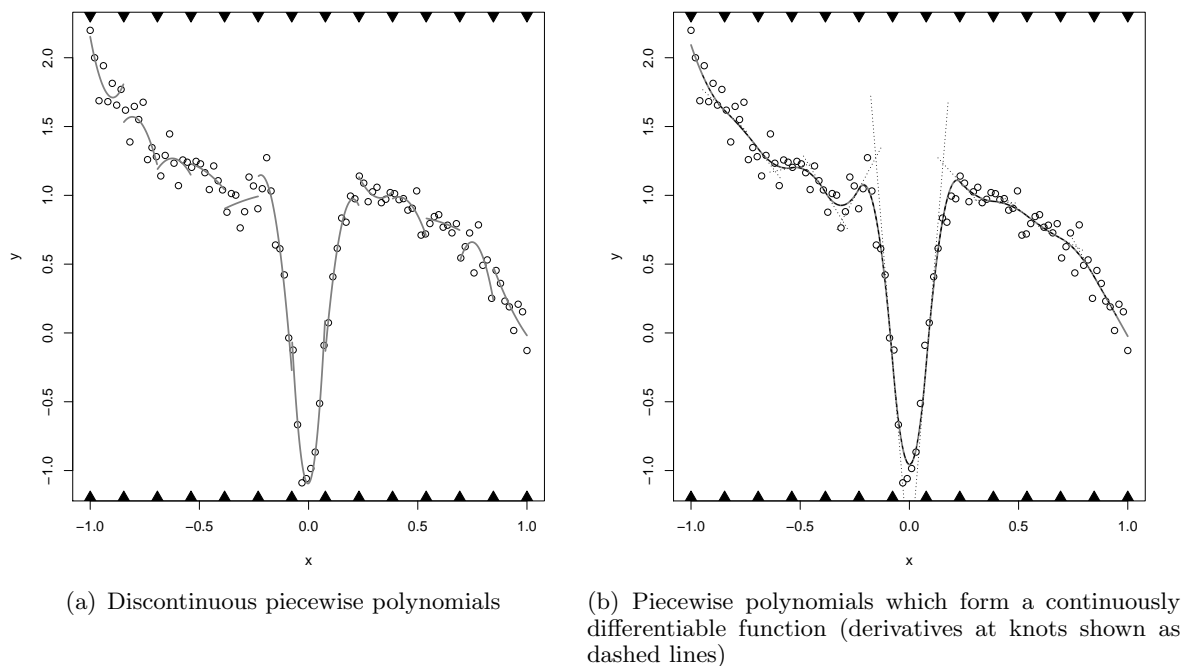 2.0
1.5
1.0
0.5
0.0
−0.5
−1.0
y
−1.0 −0.5 0.0 0.5 1.0
x
(a) Discontinuous piecewise polynomials
2.0
1.5
1.0
0.5
0.0
−0.5
−1.0
y
−1.0 −0.5 0.0 0.5 1.0
x
(b) Piecewise polynomials which form a continuously
differentiable function (derivatives at knots shown as
dashed lines)